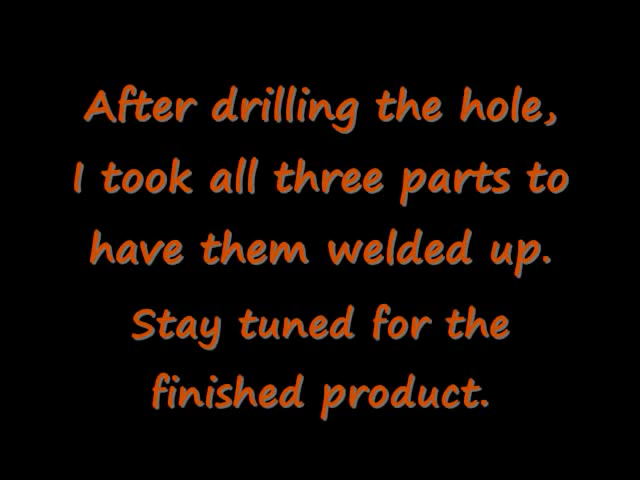 After drilling the hole,
I took all three parts to
have them welded up.
Stay tuned for the
finished product.